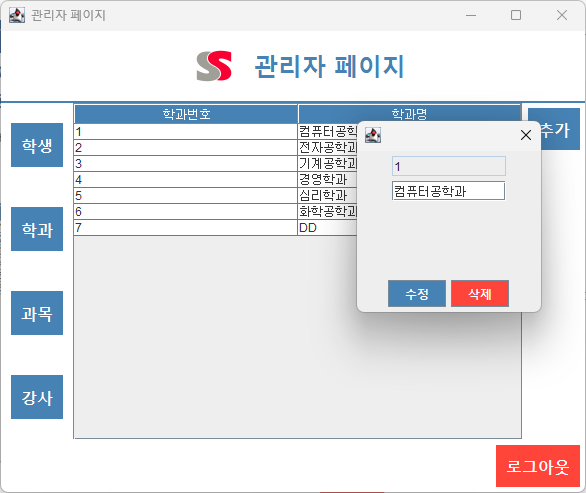 관리자 페이지
관리자 페이지
학생
학과
과목
강사
학과번호 학과명
1 컴퓨터공학
2 전자공학과
3 기계공학과
4 경영학과
5 심리학과
6 화학공학과
7 DD
추가
1
컴퓨터공학과
수정 삭제
로그아웃